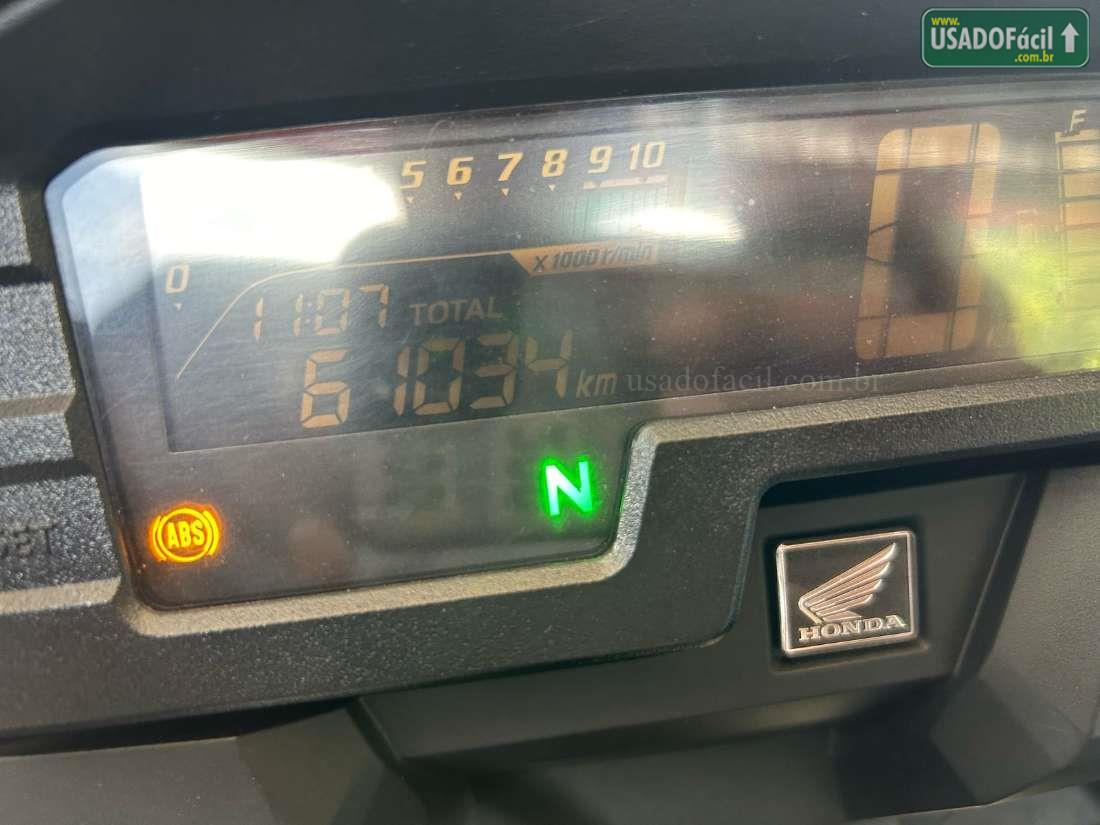 www.
USADOFácil
.com.br
5 6 7 8 9 10
F
0
X1000 r/min
11:07 TOTAL
61034 km
0
usadofacil.com.br
N
ABS
HONDA